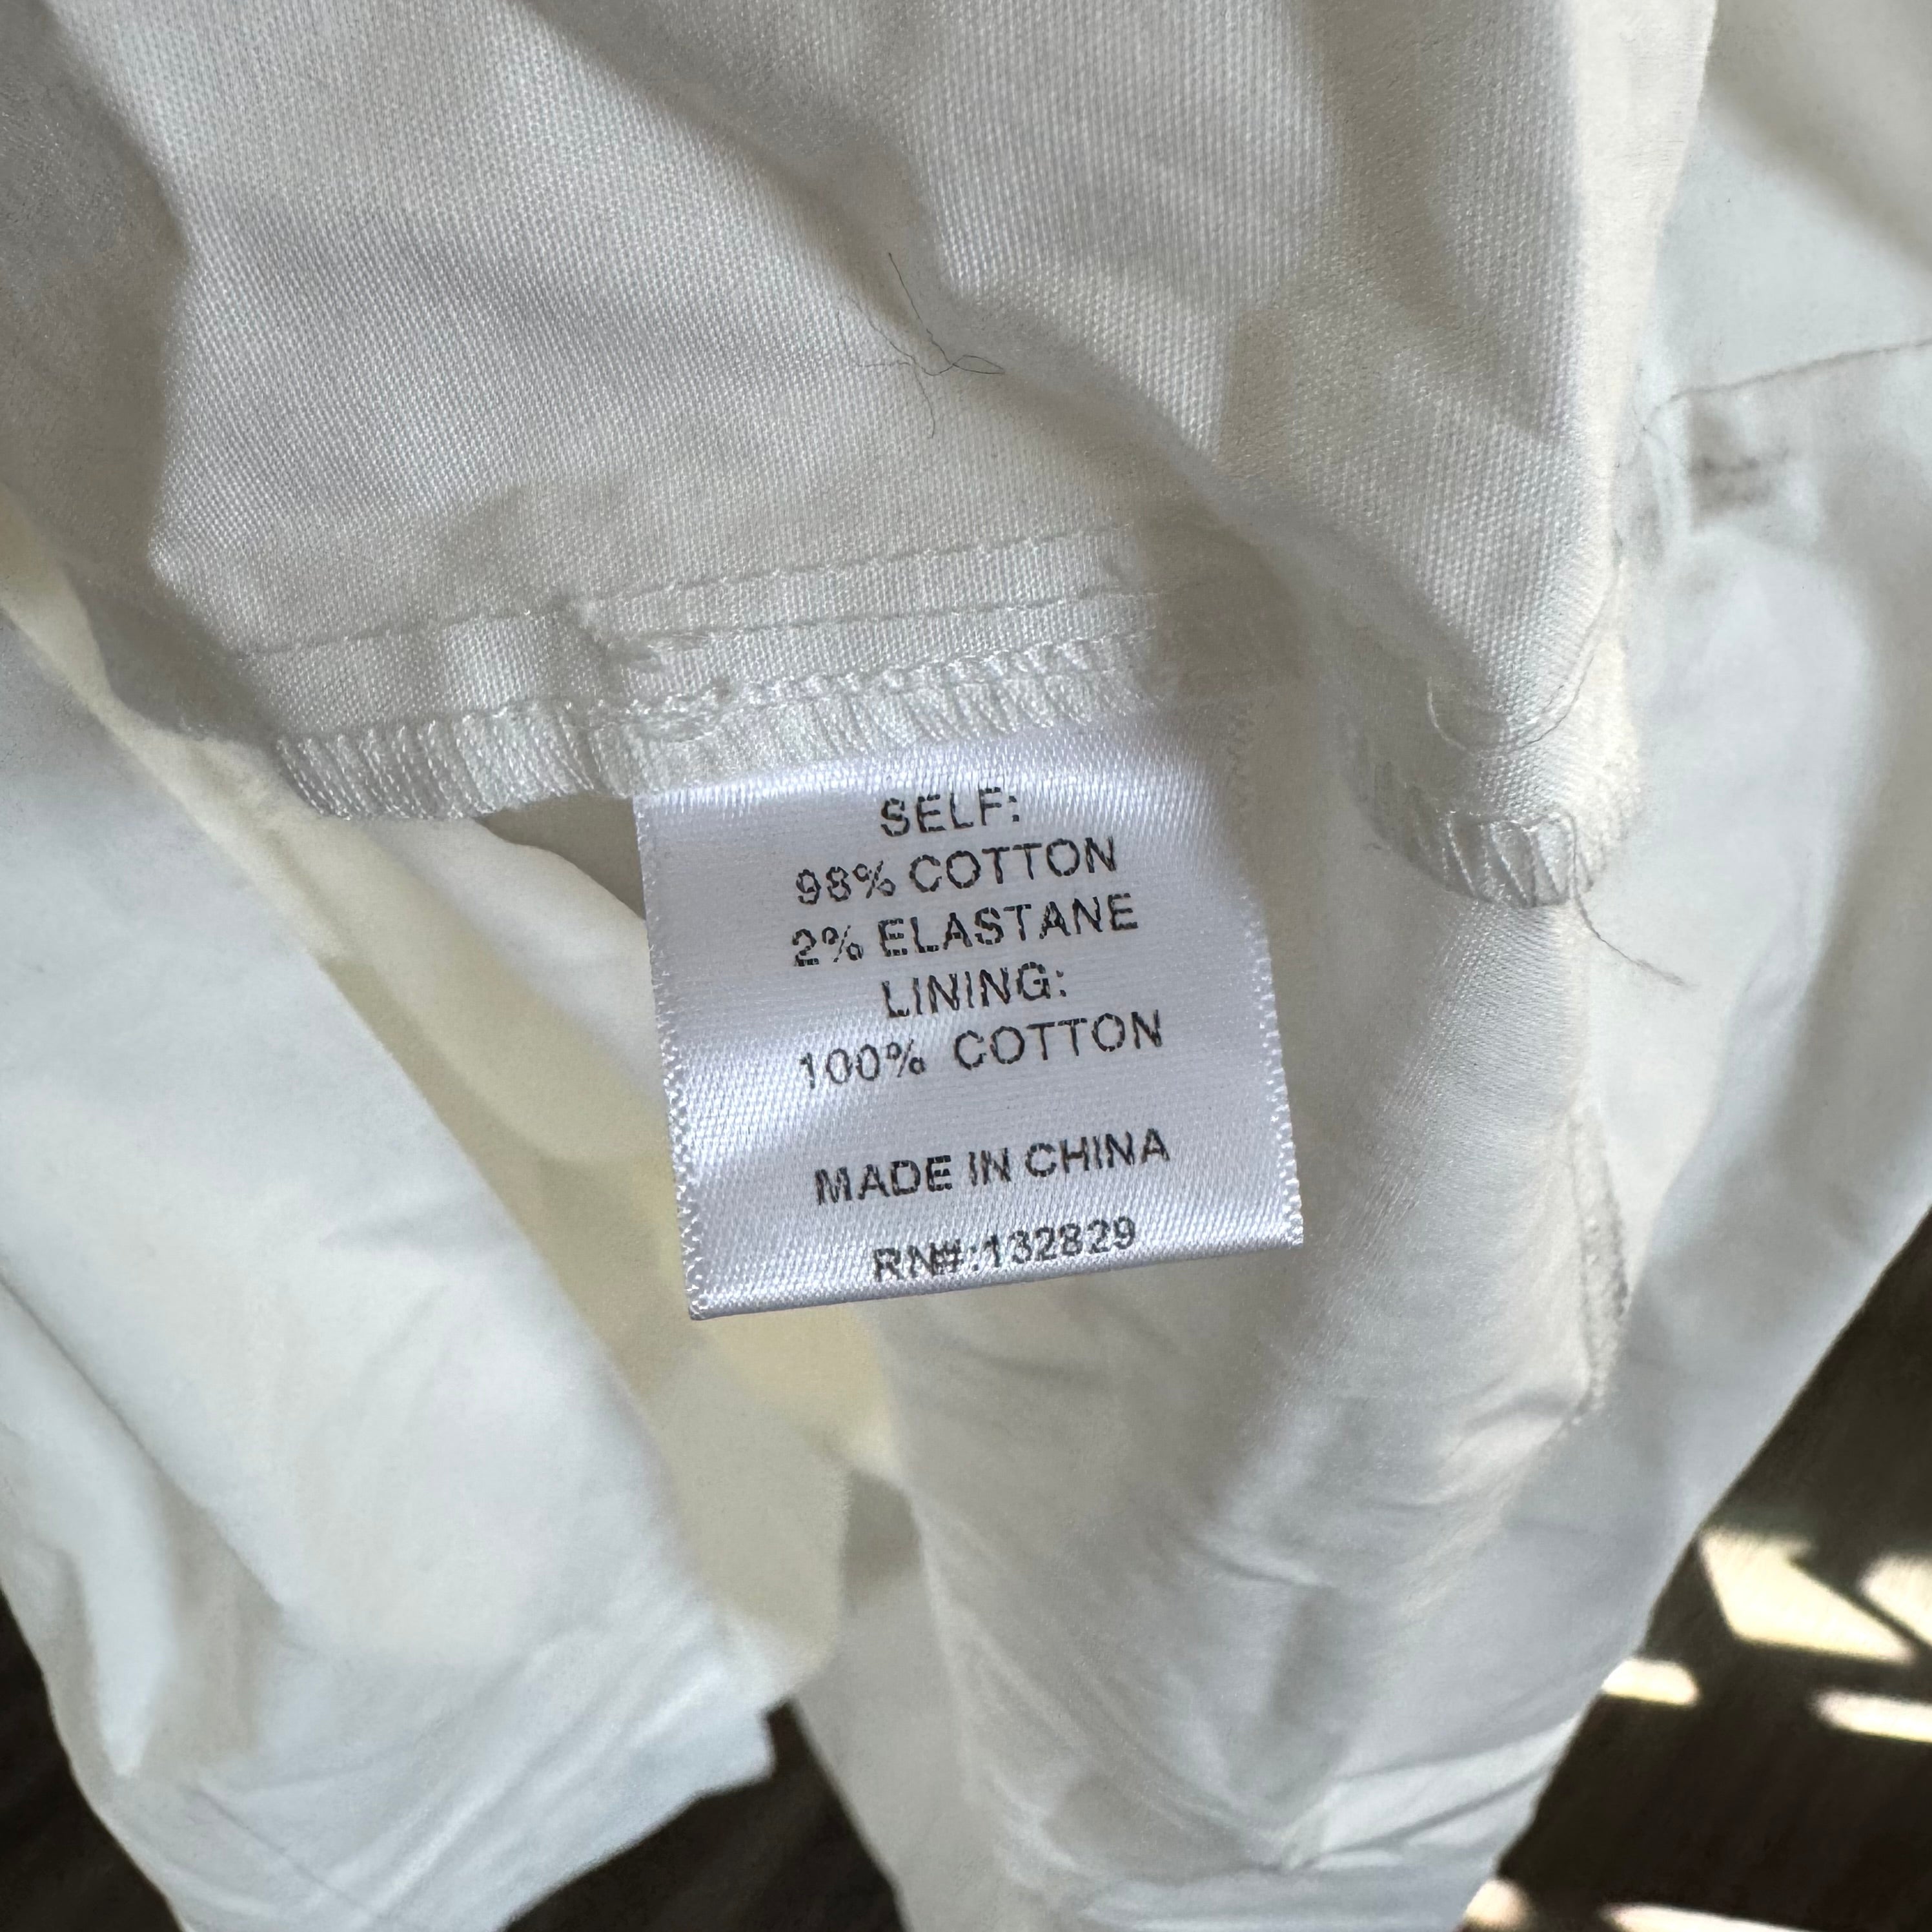 SELF:
98% COTTON
2% ELASTANE
LINING:
100% COTTON
MADE IN CHINA
RN#:132829